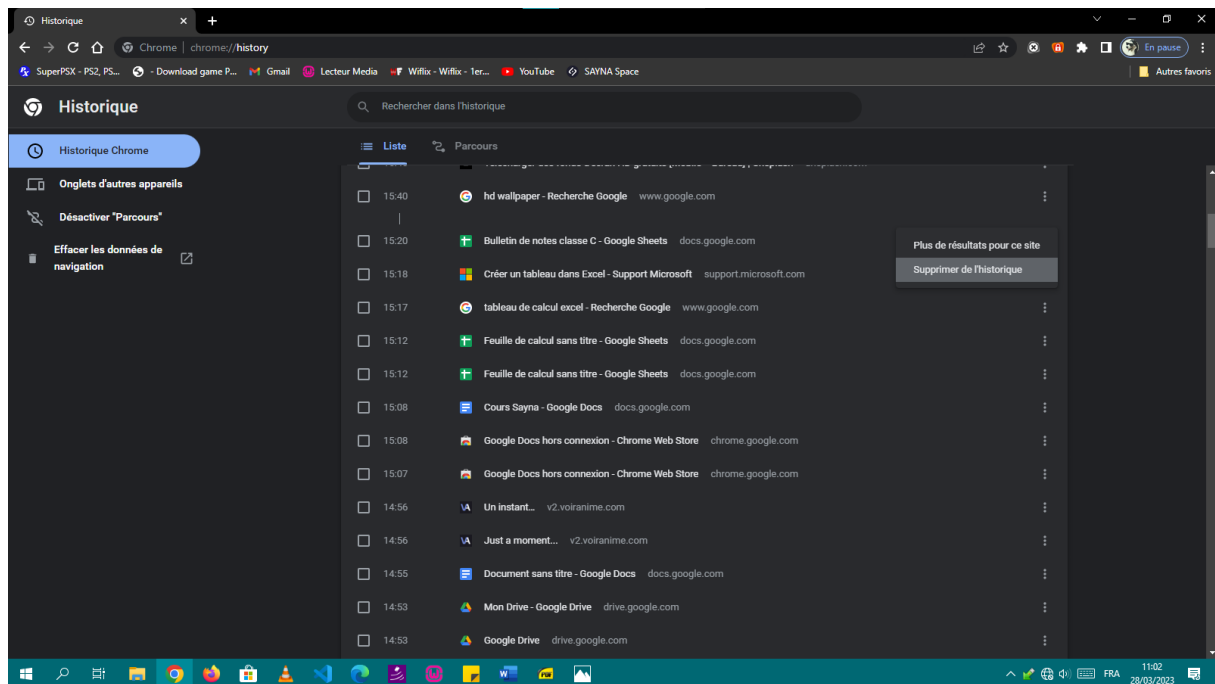 Historique
Chrome | chrome://history
En pause
SuperPSX - PS2, PS...
- Download game P...
Gmail
Lecteur Media
Wiflix - Wiflix - 1er...
YouTube
SAYNA Space
Autres favoris
Historique
Rechercher dans l'historique
Historique Chrome
Onglets d'autres appareils
Désactiver "Parcours"
Effacer les données de
navigation
Liste
Parcours
15:40 hd wallpaper - Recherche Google www.google.com
15:20 Bulletin de notes classe C - Google Sheets docs.google.com
Plus de résultats pour ce site
Supprimer de l'historique
15:18 Créer un tableau dans Excel - Support Microsoft support.microsoft.com
15:17 tableau de calcul excel - Recherche Google www.google.com
15:12 Feuille de calcul sans titre - Google Sheets docs.google.com
15:12 Feuille de calcul sans titre - Google Sheets docs.google.com
15:08 Cours Sayna - Google Docs docs.google.com
15:08 Google Docs hors connexion - Chrome Web Store chrome.google.com
15:07 Google Docs hors connexion - Chrome Web Store chrome.google.com
14:56 Un instant... v2.voiranime.com
14:56 Just a moment... v2.voiranime.com
14:55 Document sans titre - Google Docs docs.google.com
14:53 Mon Drive - Google Drive drive.google.com
14:53 Google Drive drive.google.com
FRA
11:02
28/03/2023